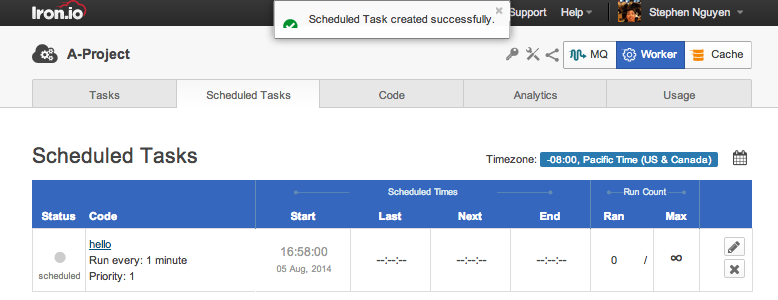 Iron.io
Scheduled Task created successfully.
×
Support
Help
Stephen Nguyen
A-Project
MQ
Worker
Cache
Tasks
Scheduled Tasks
Code
Analytics
Usage
Scheduled Tasks
Timezone: -08:00, Pacific Time (US & Canada)
Scheduled Times
Run Count
Status
Code
Start
Last
Next
End
Ran
Max
scheduled
hello
Run every: 1 minute
Priority: 1
16:58:00
05 Aug, 2014
--:--:--
--:--:--
--:--:--
0 / ∞